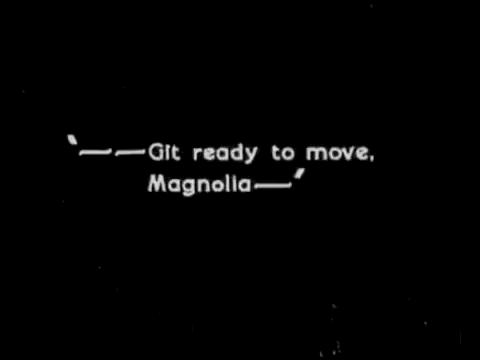 '— —Git ready to move,
Magnolia—'